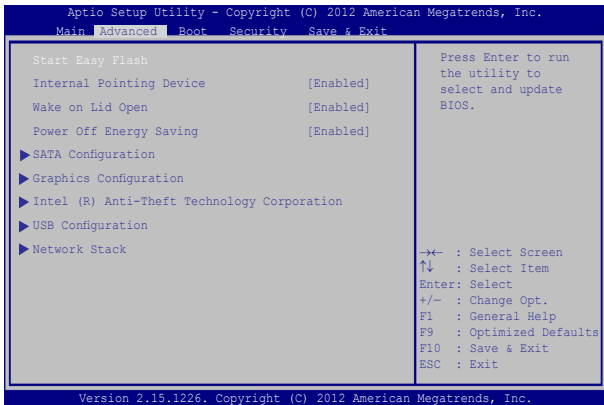 Aptio Setup Utility - Copyright (C) 2012 American Megatrends, Inc.
Main Advanced Boot Security Save & Exit
Start Easy Flash
Internal Pointing Device [Enabled]
Wake on Lid Open [Enabled]
Power Off Energy Saving [Enabled]
SATA Configuration
Graphics Configuration
Intel (R) Anti-Theft Technology Corporation
USB Configuration
Network Stack
Press Enter to run
the utility to
select and update
BIOS.
→← : Select Screen
↑↓ : Select Item
Enter: Select
+/− : Change Opt.
F1 : General Help
F9 : Optimized Defaults
F10 : Save & Exit
ESC : Exit
Version 2.15.1226. Copyright (C) 2012 American Megatrends, Inc.